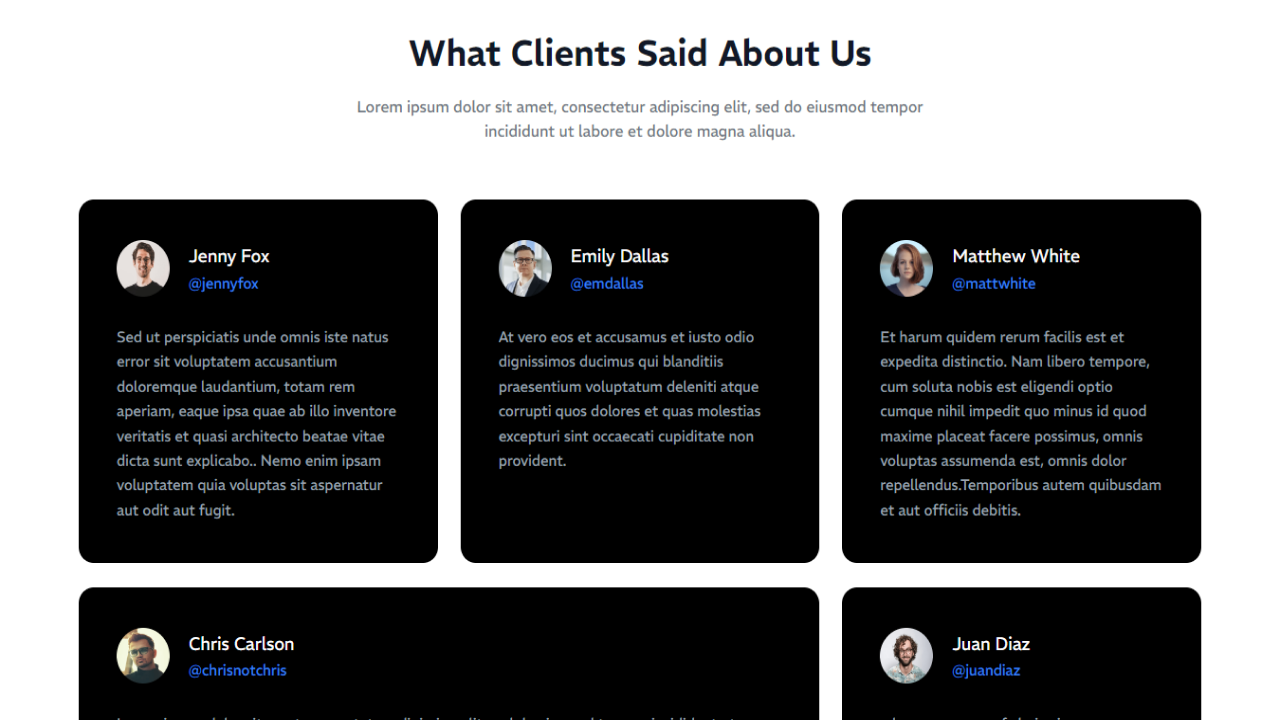 What Clients Said About Us
Lorem ipsum dolor sit amet, consectetur adipiscing elit, sed do eiusmod tempor
incididunt ut labore et dolore magna aliqua.
Jenny Fox
@jennyfox
Sed ut perspiciatis unde omnis iste natus
error sit voluptatem accusantium
doloremque laudantium, totam rem
aperiam, eaque ipsa quae ab illo inventore
veritatis et quasi architecto beatae vitae
dicta sunt explicabo.. Nemo enim ipsam
voluptatem quia voluptas sit aspernatur
aut odit aut fugit.
Emily Dallas
@emdallas
At vero eos et accusamus et iusto odio
dignissimos ducimus qui blanditiis
praesentium voluptatum deleniti atque
corrupti quos dolores et quas molestias
excepturi sint occaecati cupiditate non
provident.
Matthew White
@mattwhite
Et harum quidem rerum facilis est et
expedita distinctio. Nam libero tempore,
cum soluta nobis est eligendi optio
cumque nihil impedit quo minus id quod
maxime placeat facere possimus, omnis
voluptas assumenda est, omnis dolor
repellendus.Temporibus autem quibusdam
et aut officiis debitis.
Chris Carlson
@chrisnotchris
Juan Diaz
@juandiaz